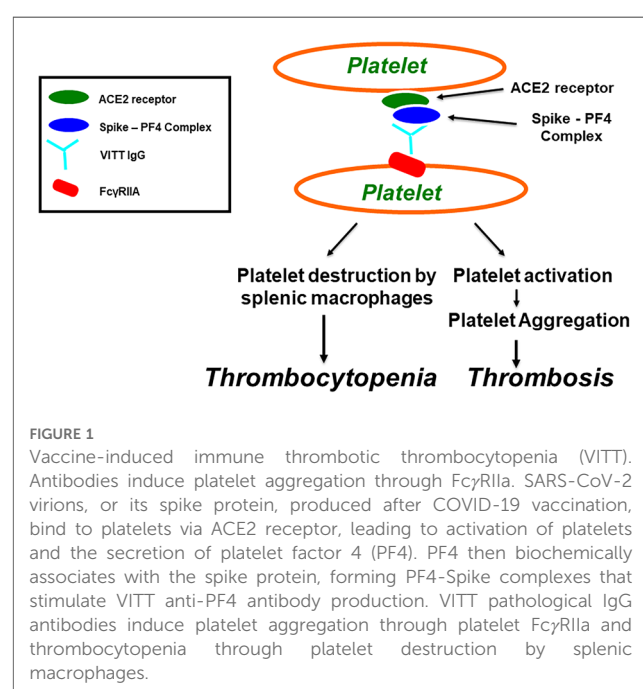 Platelet
ACE2 receptor
Spike – PF4 Complex
VITT IgG
FcγRIIA
ACE2 receptor
Spike - PF4
Complex
Platelet
Platelet destruction by
splenic macrophages
Thrombocytopenia
Platelet activation
Platelet Aggregation
Thrombosis
FIGURE 1
Vaccine-induced immune thrombotic thrombocytopenia (VITT).
Antibodies induce platelet aggregation through FcγRIIa. SARS-CoV-2
virions, or its spike protein, produced after COVID-19 vaccination,
bind to platelets via ACE2 receptor, leading to activation of platelets
and the secretion of platelet factor 4 (PF4). PF4 then biochemically
associates with the spike protein, forming PF4-Spike complexes that
stimulate VITT anti-PF4 antibody production. VITT pathological IgG
antibodies induce platelet aggregation through platelet FcγRIIa and
thrombocytopenia through platelet destruction by splenic
macrophages.